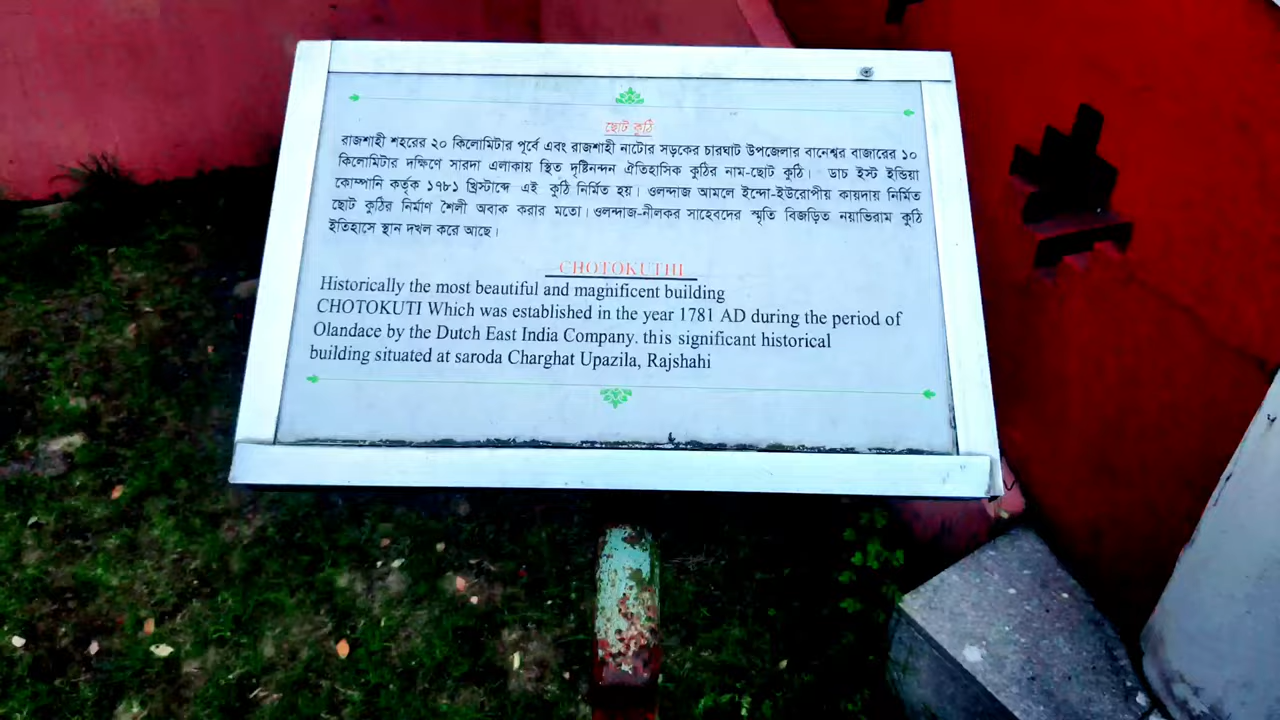 ছোট কুঠি
রাজশাহী শহরের ২০ কিলোমিটার পূর্বে এবং রাজশাহী নাটোর সড়কের চারঘাট উপজেলার বানেশ্বর বাজারের ১০
কিলোমিটার দক্ষিণে সারদা এলাকায় স্থিত দৃষ্টিনন্দন ঐতিহাসিক কুঠির নাম-ছোট কুঠি। ডাচ ইস্ট ইন্ডিয়া
কোম্পানি কর্তৃক ১৭৮১ খ্রিস্টাব্দে এই কুঠি নির্মিত হয়। ওলন্দাজ আমলে ইন্দো-ইউরোপীয় কায়দায় নির্মিত
ছোট কুঠির নির্মাণ শৈলী অবাক করার মতো। ওলন্দাজ-নীলকর সাহেবদের স্মৃতি বিজড়িত নয়াভিরাম কুঠি
ইতিহাসে স্থান দখল করে আছে।
CHOTOKUTHI
Historically the most beautiful and magnificent building
CHOTOKUTI Which was established in the year 1781 AD during the period of
Olandace by the Dutch East India Company. this significant historical
building situated at saroda Charghat Upazila, Rajshahi